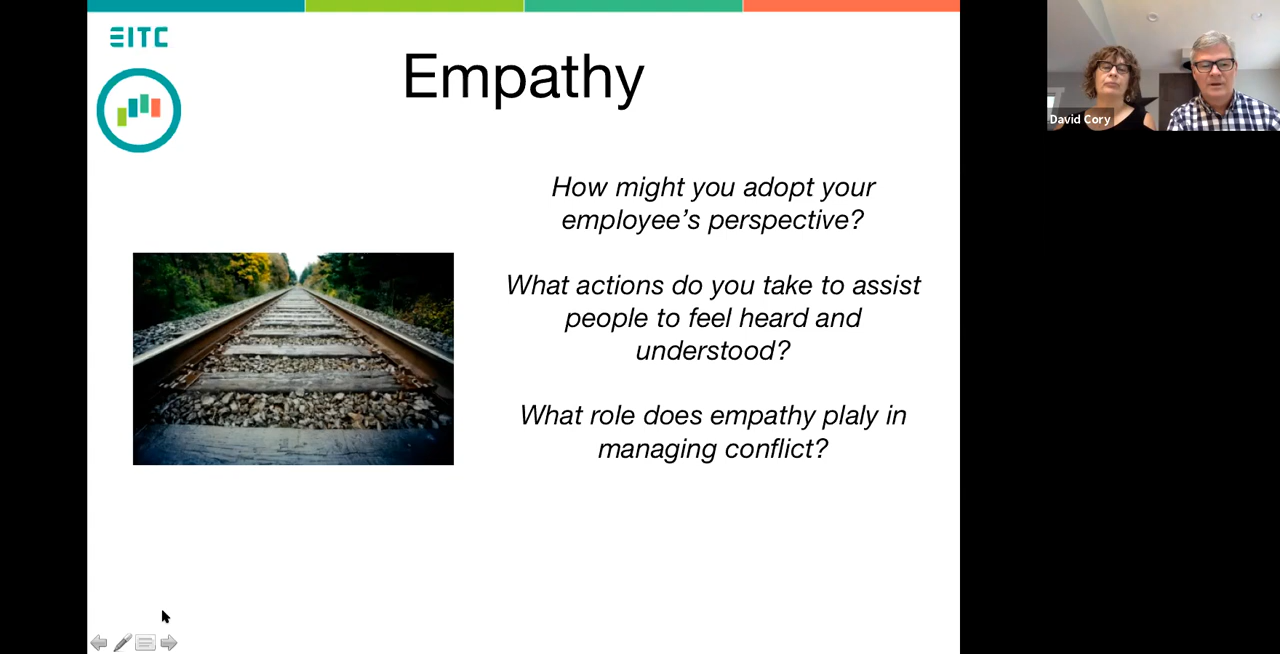 EITC
Empathy
David Cory
How might you adopt your
employee’s perspective?
What actions do you take to assist
people to feel heard and
understood?
What role does empathy plaly in
managing conflict?